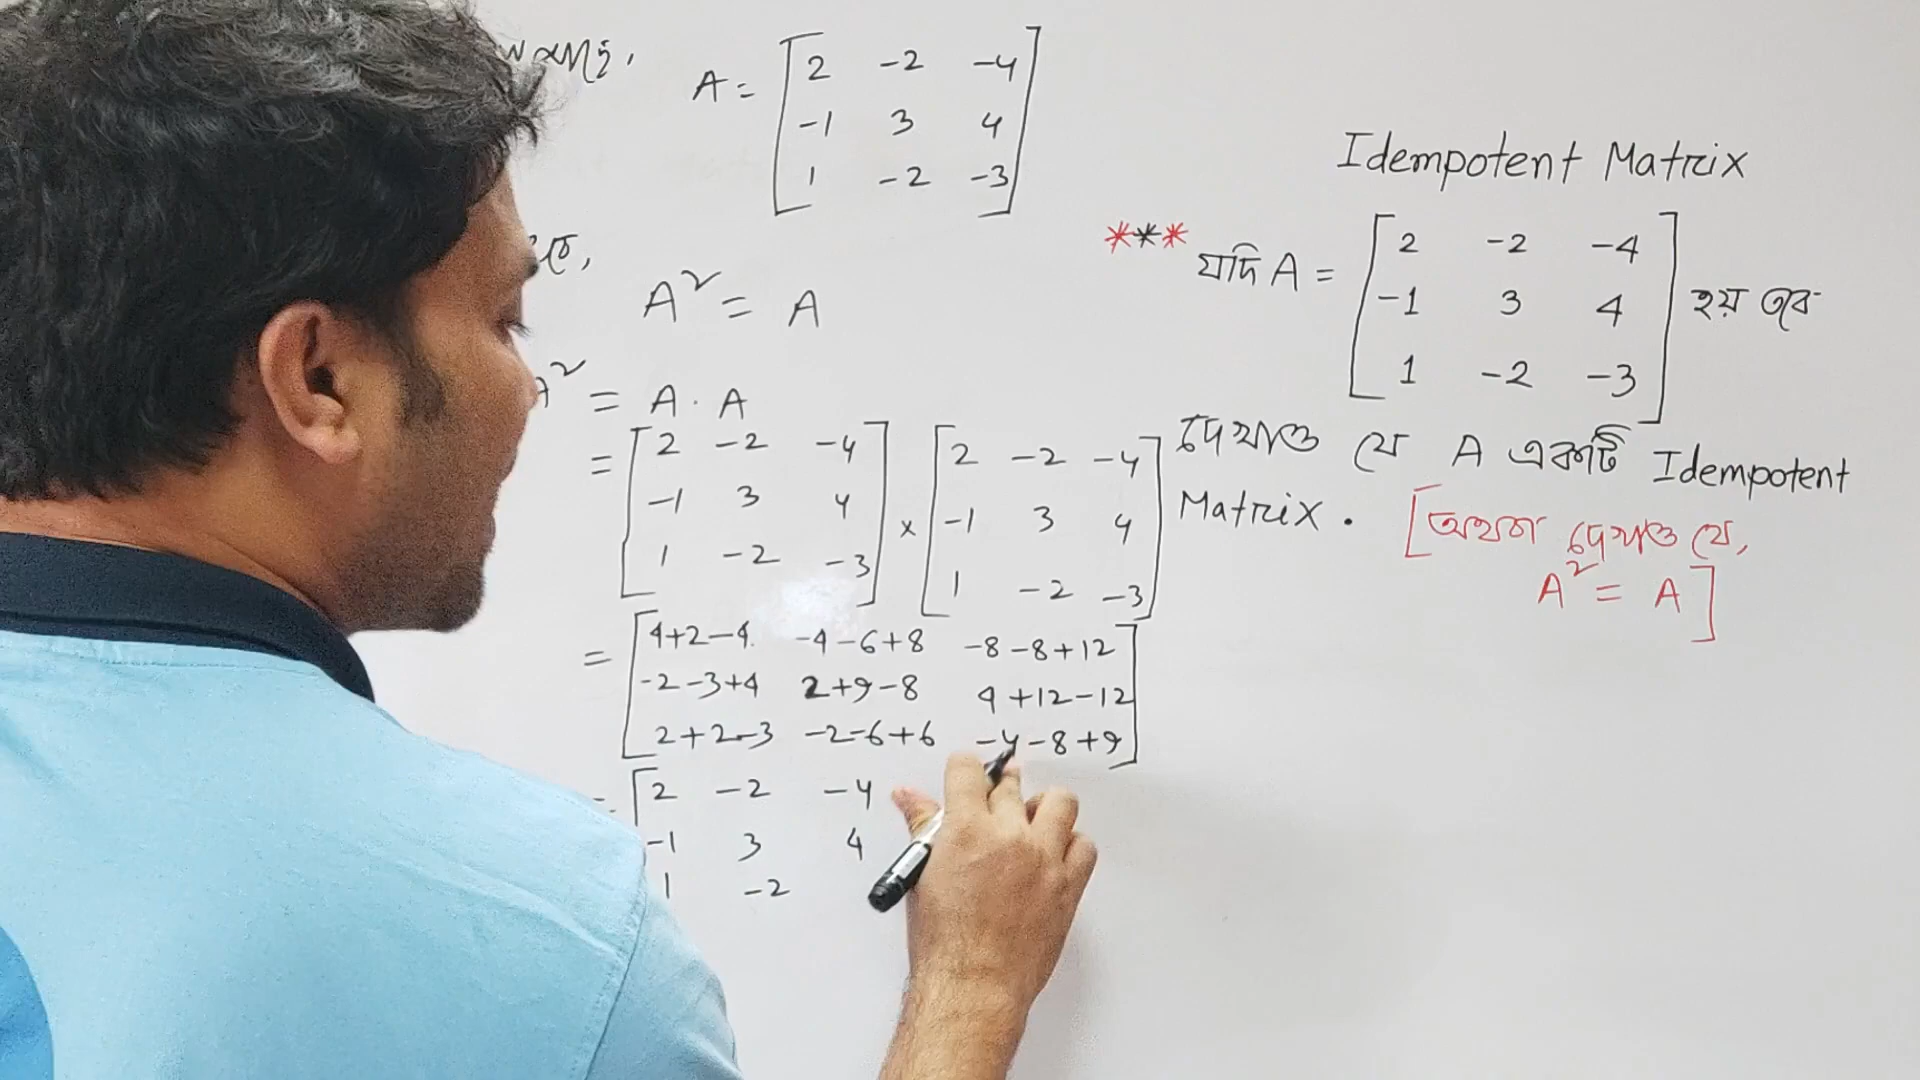 A = [ 2 -2 -4
-1 3 4
1 -2 -3 ]
A² = A
A² = A . A
= [ 2 -2 -4
-1 3 4
1 -2 -3 ] × [ 2 -2 -4
-1 3 4
1 -2 -3 ]
= [ 4+2-4 -4-6+8 -8-8+12
-2-3+4 2+9-8 4+12-12
2+2-3 -2-6+6 -4-8+9 ]
= [ 2 -2 -4
-1 3 4
1 -2
Idempotent Matrix
*** যদি A = [ 2 -2 -4
-1 3 4
1 -2 -3 ] হয় তবে
দেখাও যে A একটি Idempotent
Matrix . [অথবা দেখাও যে,
A² = A ]